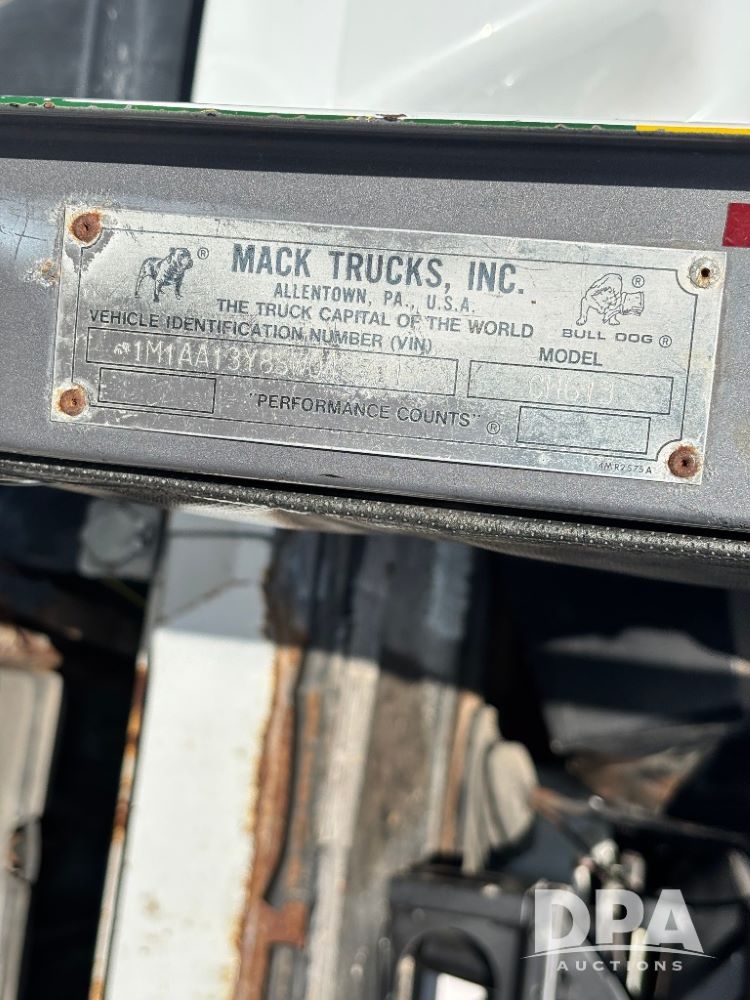 MACK TRUCKS, INC.
ALLENTOWN, PA., U.S.A.
THE TRUCK CAPITAL OF THE WORLD
BULL DOG ®
VEHICLE IDENTIFICATION NUMBER (VIN)
MODEL
CH613
"PERFORMANCE COUNTS" ®
DPA
AUCTIONS